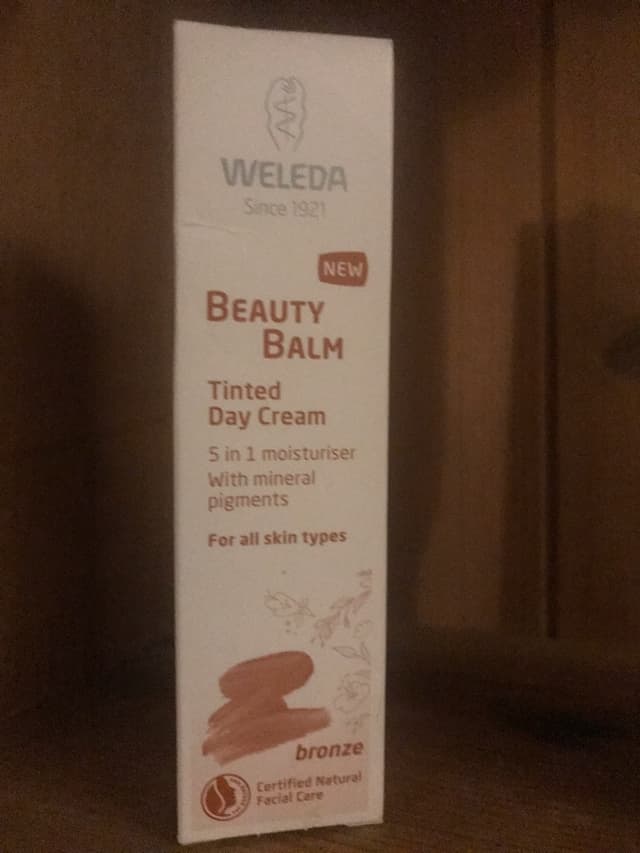 WELEDA
Since 1921
NEW
BEAUTY
BALM
Tinted
Day Cream
5 in 1 moisturiser
With mineral
pigments
For all skin types
bronze
Certified Natural
Facial Care